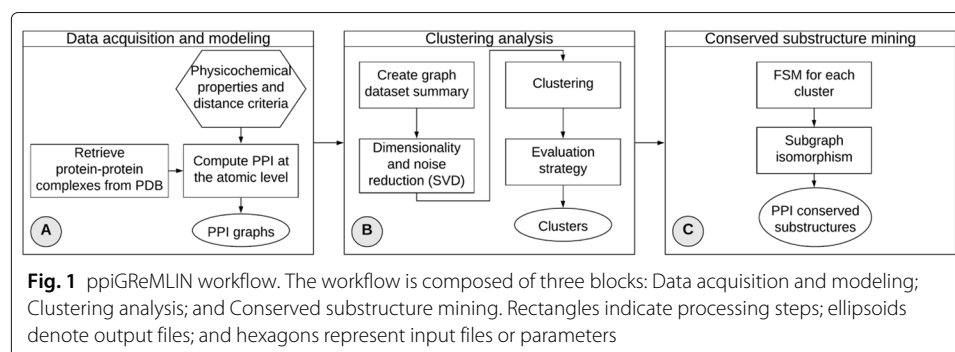 Data acquisition and modeling
Physicochemical
properties and
distance criteria
Retrieve
protein-protein
complexes from PDB
Compute PPI at
the atomic level
PPI graphs
A
Clustering analysis
Create graph
dataset summary
Dimensionality
and noise
reduction (SVD)
Clustering
Evaluation
strategy
Clusters
B
Conserved substructure mining
FSM for each
cluster
Subgraph
isomorphism
PPI conserved
substructures
C
Fig. 1 ppiGReMLIN workflow. The workflow is composed of three blocks: Data acquisition and modeling;
Clustering analysis; and Conserved substructure mining. Rectangles indicate processing steps; ellipsoids
denote output files; and hexagons represent input files or parameters